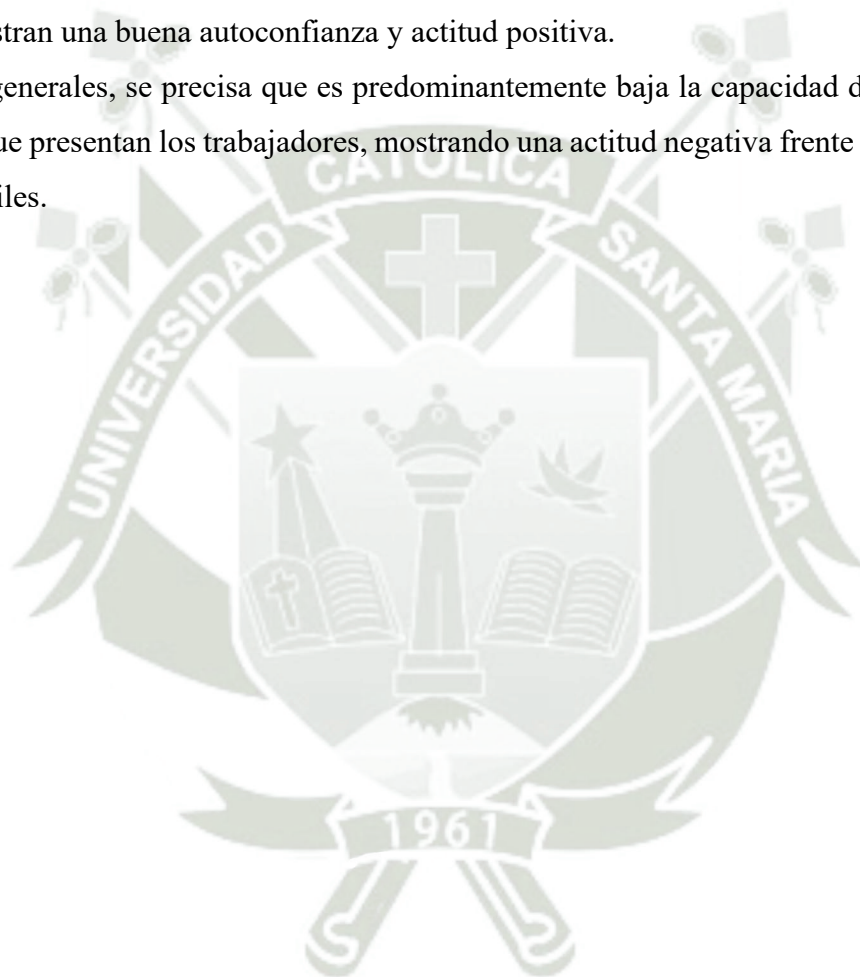 stran una buena autoconfianza y actitud positiva.
generales, se precisa que es predominantemente baja la capacidad d
ue presentan los trabajadores, mostrando una actitud negativa frente
iles.
CATOLICA
UNIVERSIDAD
SANTA MARIA
1961